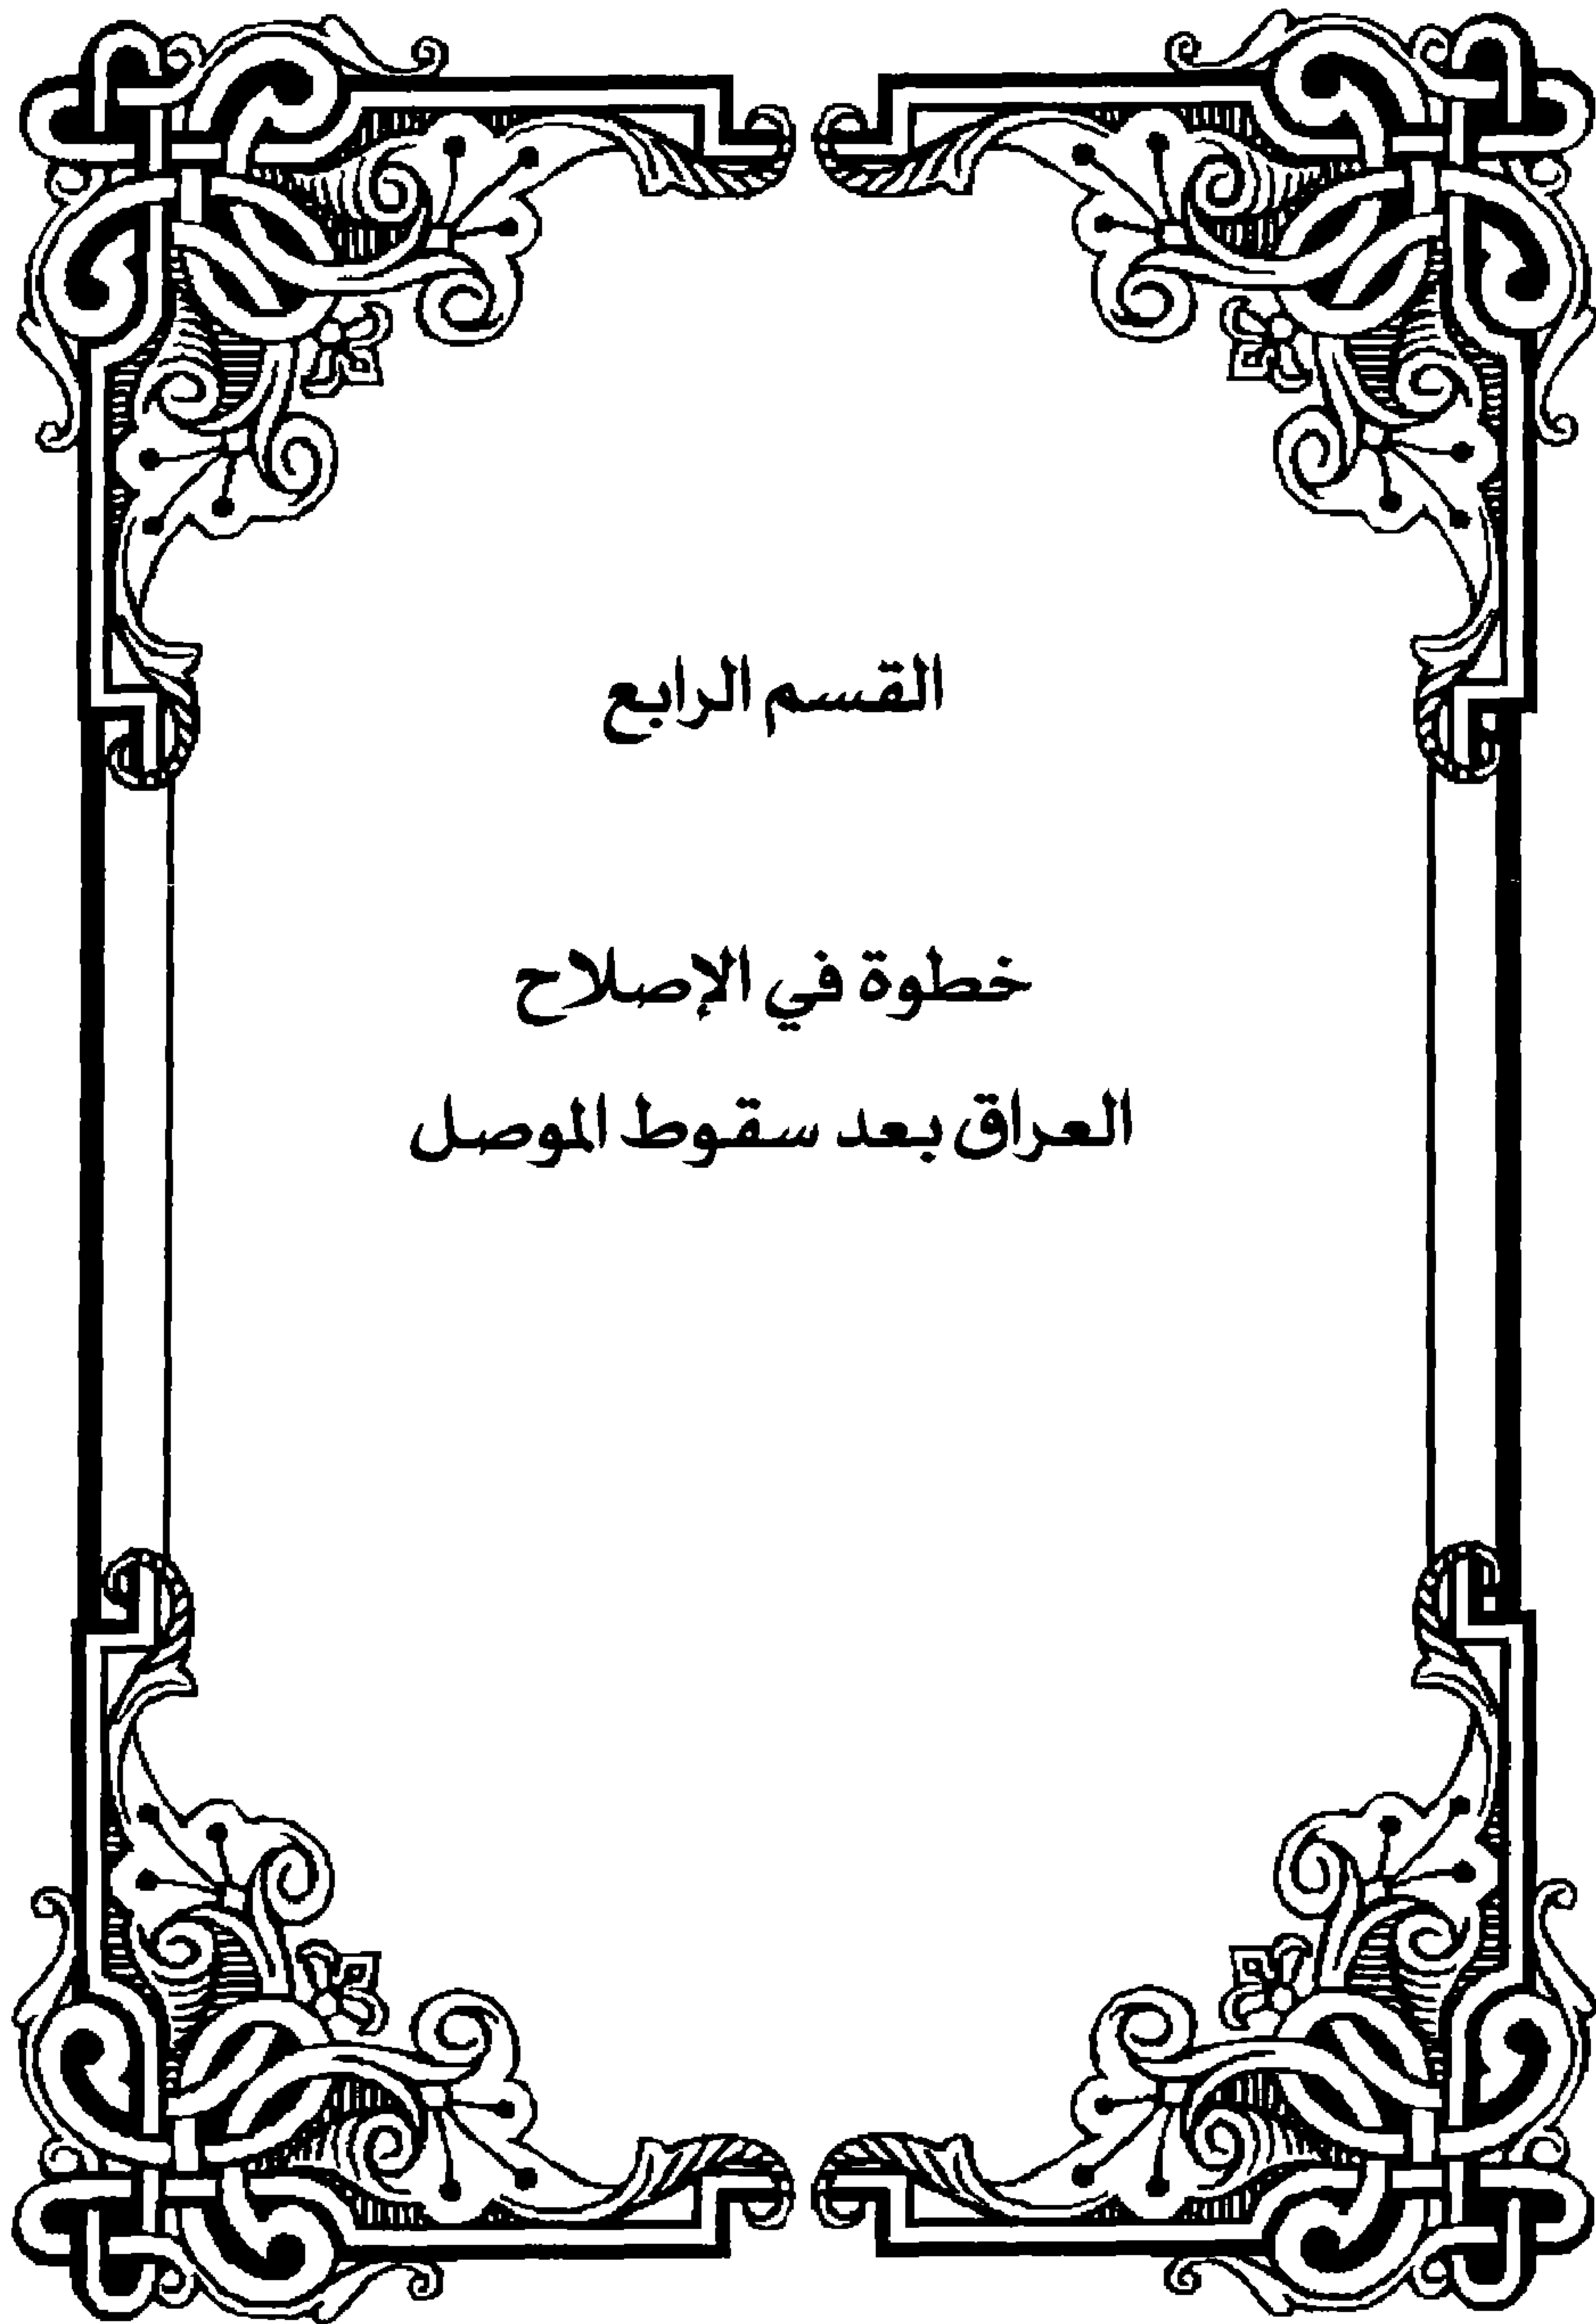 القسم الرابع
خطوة في الإصلاح
العراق بعد سقوط الموصل